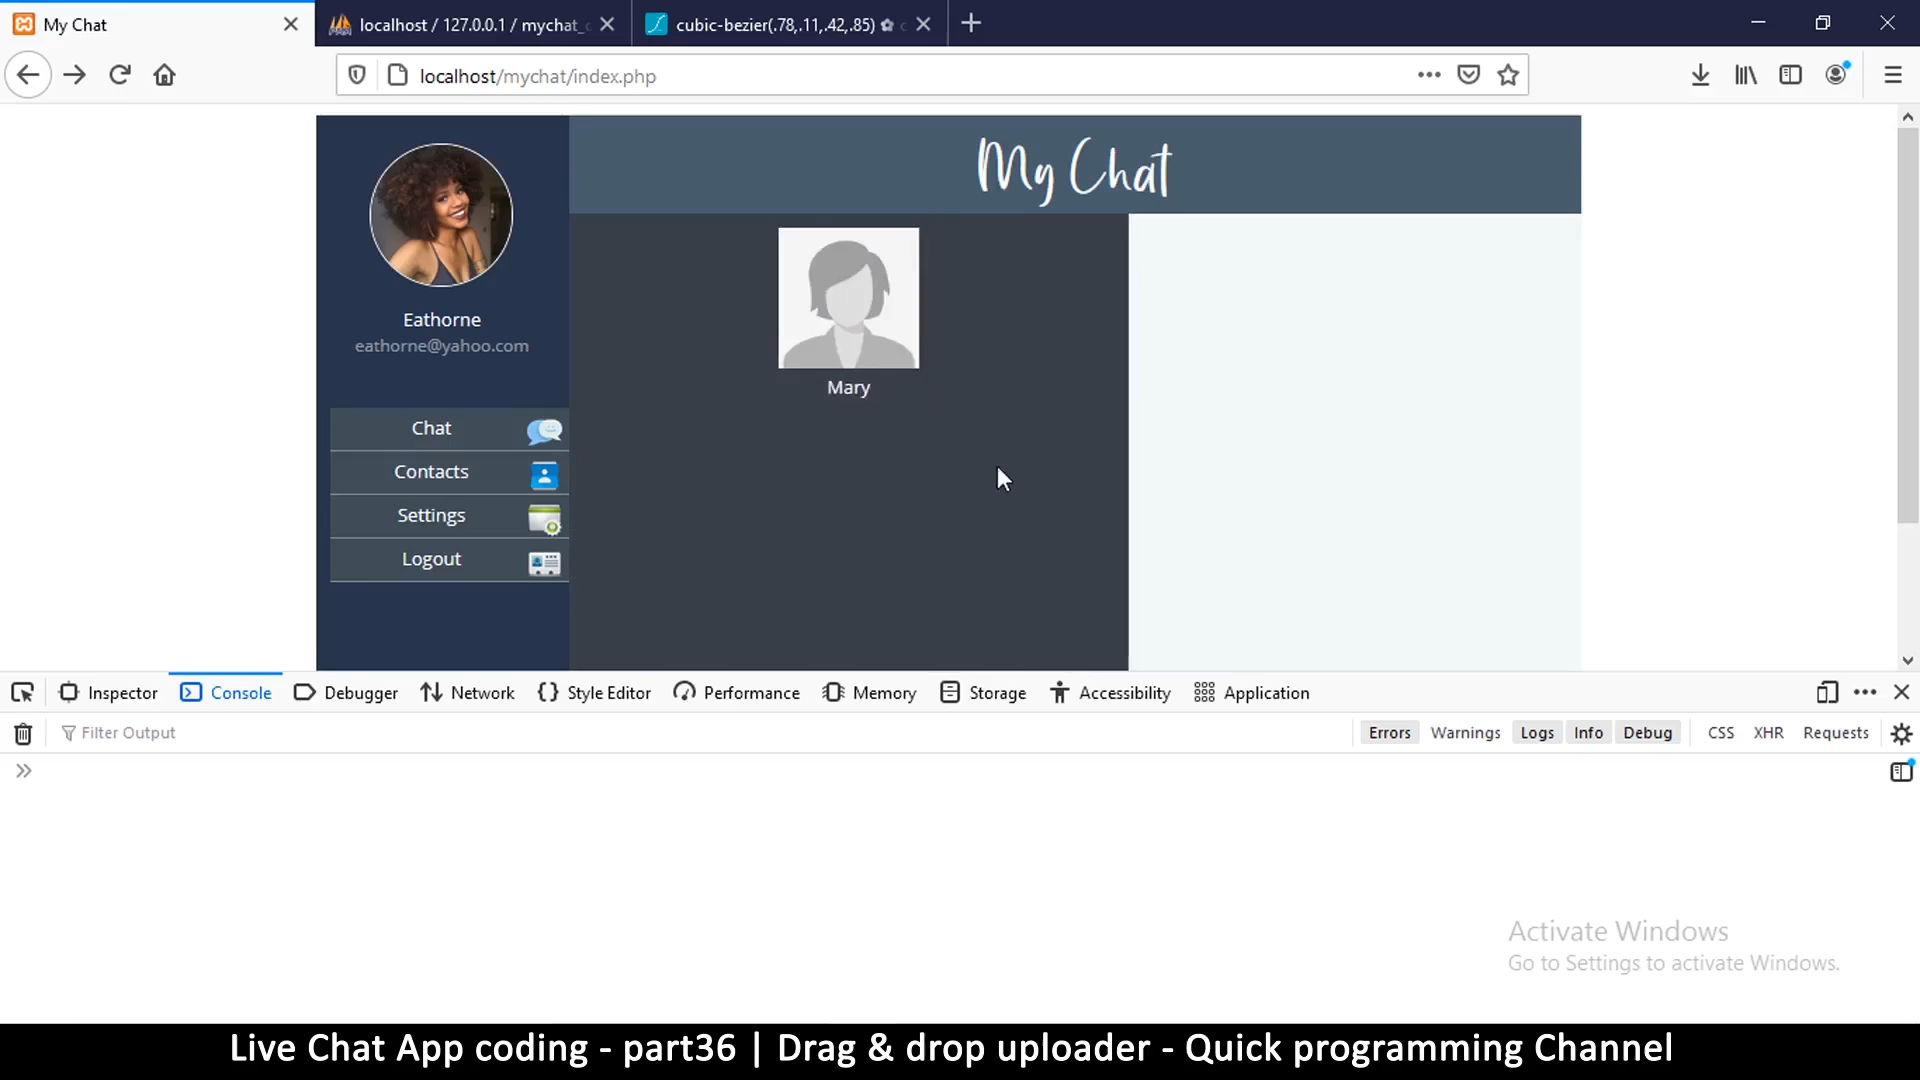 My Chat
localhost / 127.0.0.1 / mychat_
cubic-bezier(.78,.11,.42,.85) ✿
localhost/mychat/index.php
My Chat
Eathorne
eathorne@yahoo.com
Mary
Chat
Contacts
Settings
Logout
Inspector
Console
Debugger
Network
Style Editor
Performance
Memory
Storage
Accessibility
Application
Filter Output
Errors
Warnings
Logs
Info
Debug
CSS
XHR
Requests
Activate Windows
Go to Settings to activate Windows.
Live Chat App coding - part36 | Drag & drop uploader - Quick programming Channel